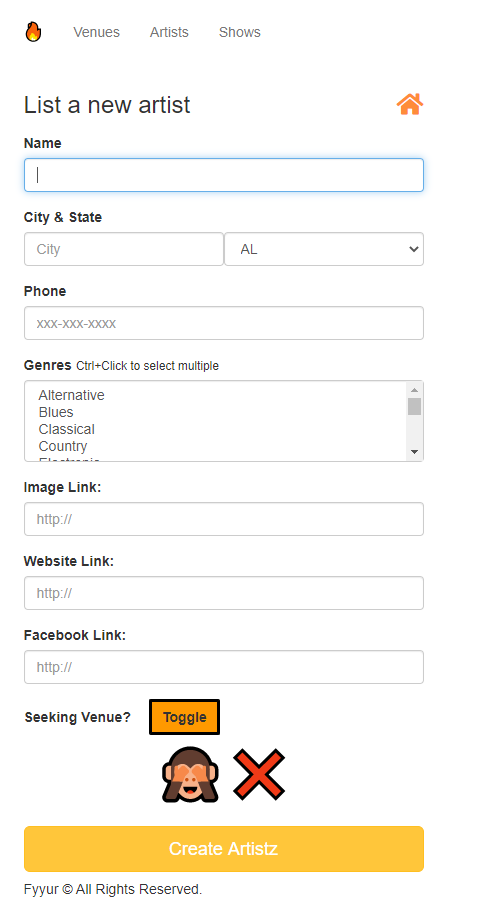 Venues Artists Shows
List a new artist
Name
City & State
City AL
Phone
xxx-xxx-xxxx
Genres Ctrl+Click to select multiple
Alternative
Blues
Classical
Country
Electronic
Image Link:
http://
Website Link:
http://
Facebook Link:
http://
Seeking Venue? Toggle
Create Artistz
Fyyur © All Rights Reserved.